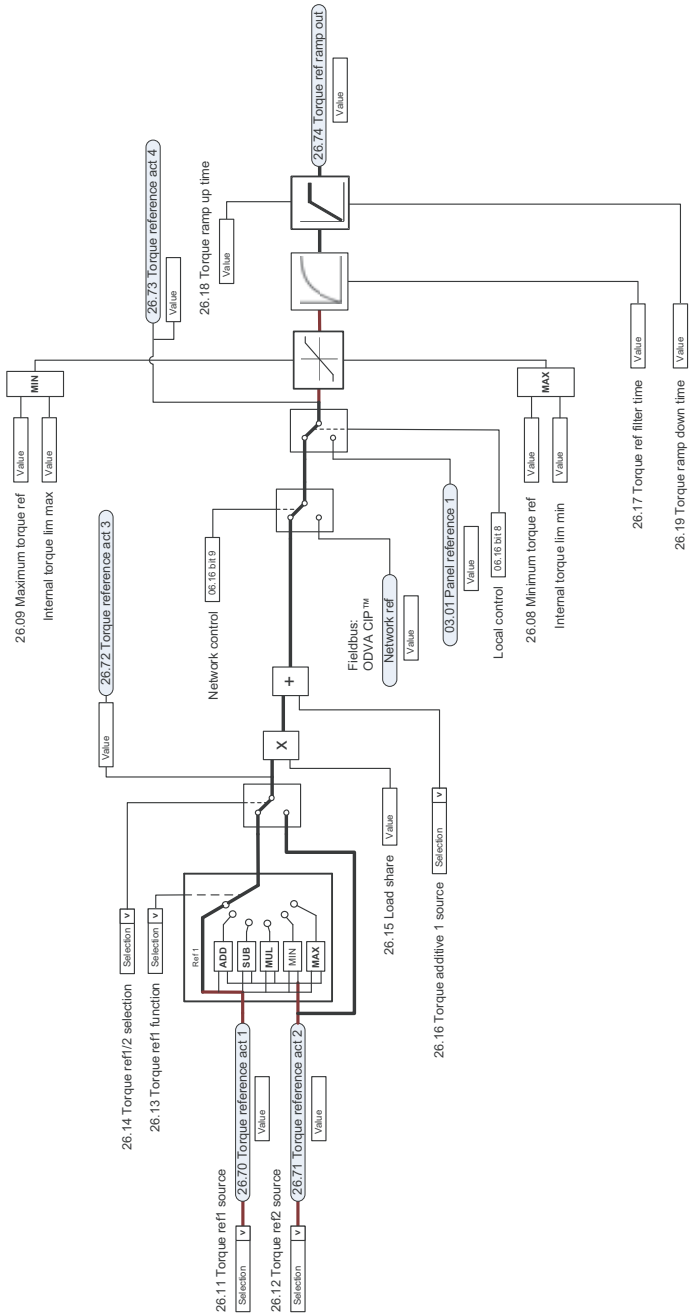 26.11 Torque ref1 source
Selection
v
26.70 Torque reference act 1
Value
26.12 Torque ref2 source
Selection
v
26.71 Torque reference act 2
Value
26.14 Torque ref1/2 selection
Selection
v
26.13 Torque ref1 function
Selection
v
Ref1
ADD
SUB
MUL
MIN
MAX
Value
26.72 Torque reference act 3
X
+
26.15 Load share
Value
26.16 Torque additive 1 source
Selection
v
Network control
06.16 bit 9
Fieldbus:
ODVA CIP™
Network ref
Value
03.01 Panel reference 1
Value
Local control
06.16 bit 8
26.09 Maximum torque ref
Value
Internal torque lim max
Value
MIN
26.73 Torque reference act 4
Value
26.18 Torque ramp up time
Value
26.74 Torque ref ramp out
Value
26.08 Minimum torque ref
Value
Internal torque lim min
Value
MAX
26.17 Torque ref filter time
Value
26.19 Torque ramp down time
Value